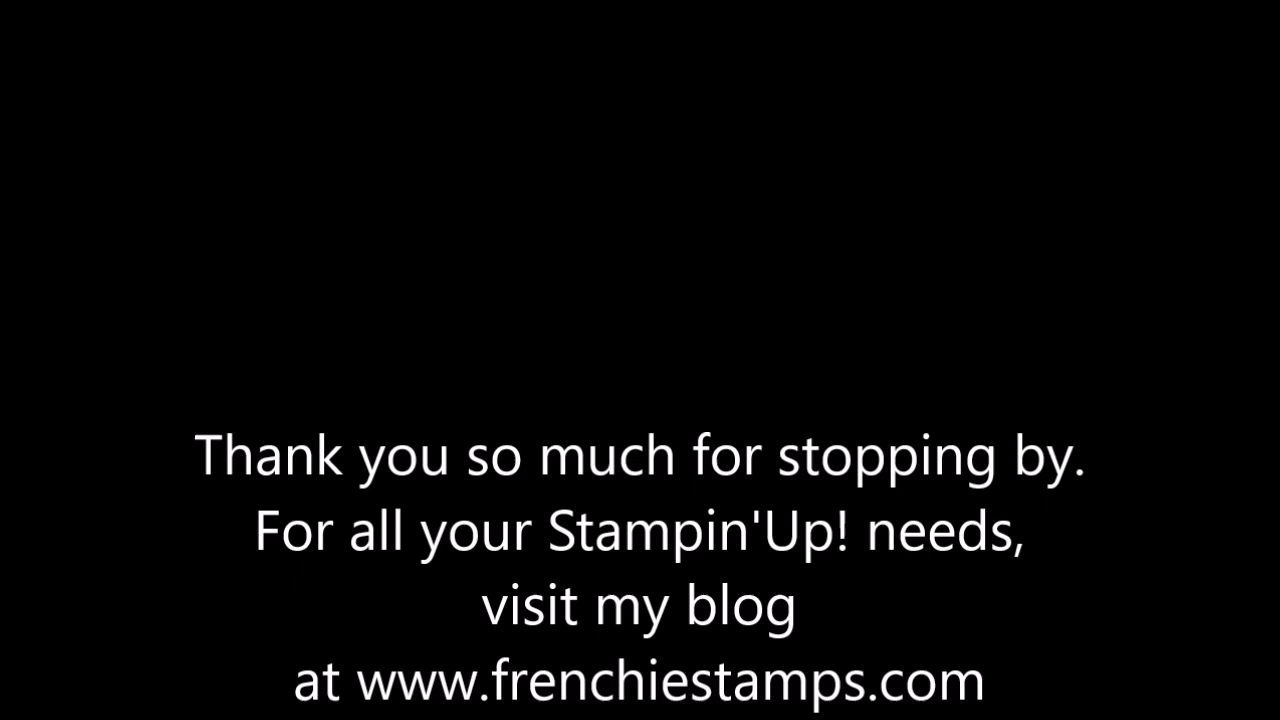 Thank you so much for stopping by.
For all your Stampin'Up! needs,
visit my blog
at www.frenchiestamps.com